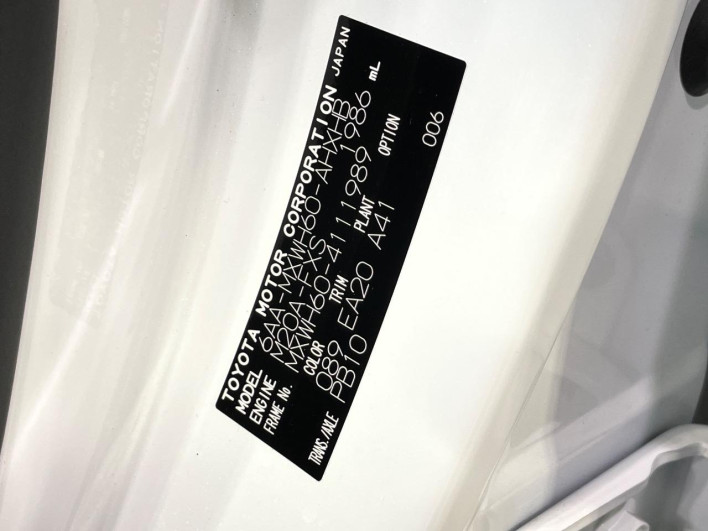 TOYOTA MOTOR CORPORATION JAPAN
MODEL 6AA-MXWH60-AHXHB
ENGINE M20A-FXS 1986 mL
FRAME No. MXWH60-4111989
COLOR TRIM PLANT OPTION
089 EA20 A41
TRANS./AXLE PB10 006